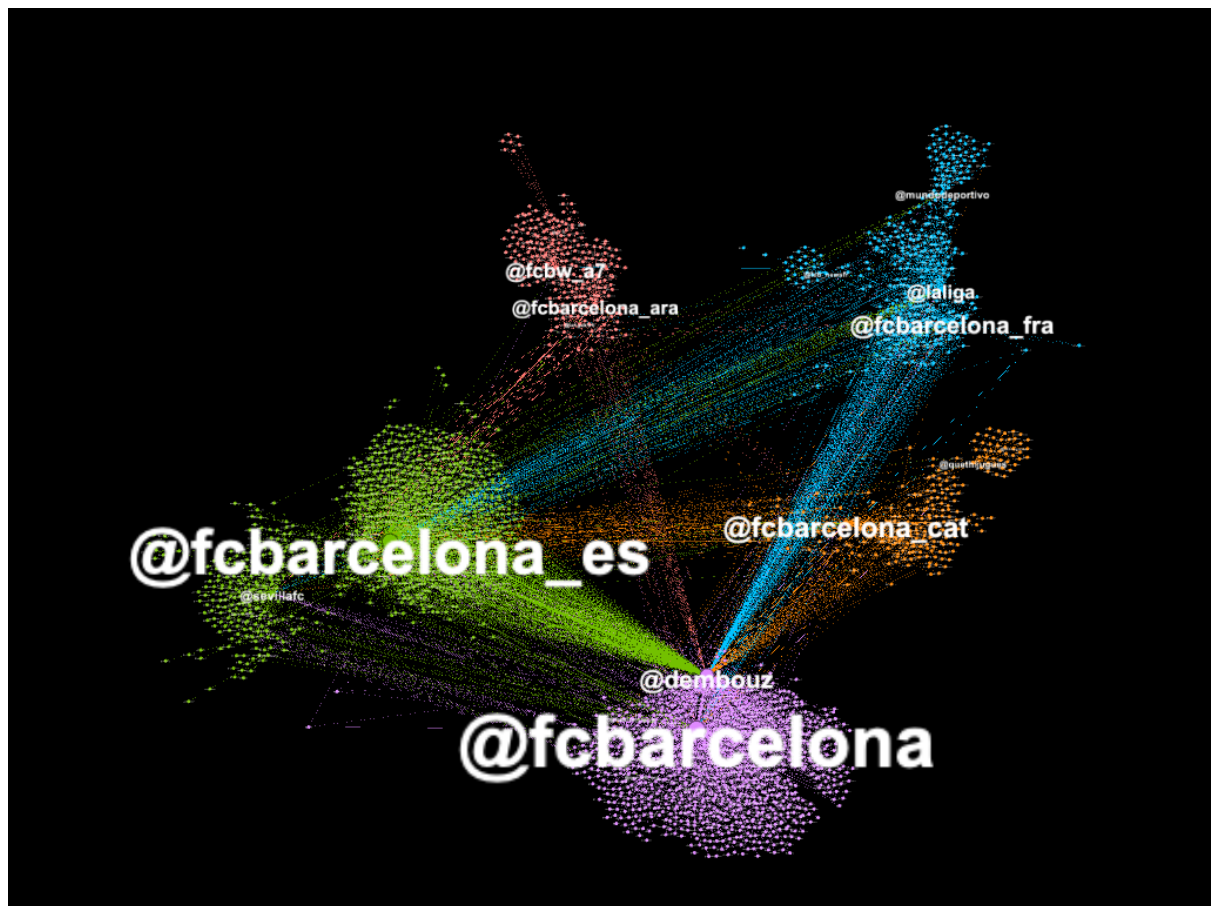 @mundodeportivo
@fcbw_a7
@laliga
@fcbarcelona_ara
@fcbarcelona_fra
@fcbarcelona_cat
@fcbarcelona_es
@sevillafc
@dembouz
@fcbarcelona